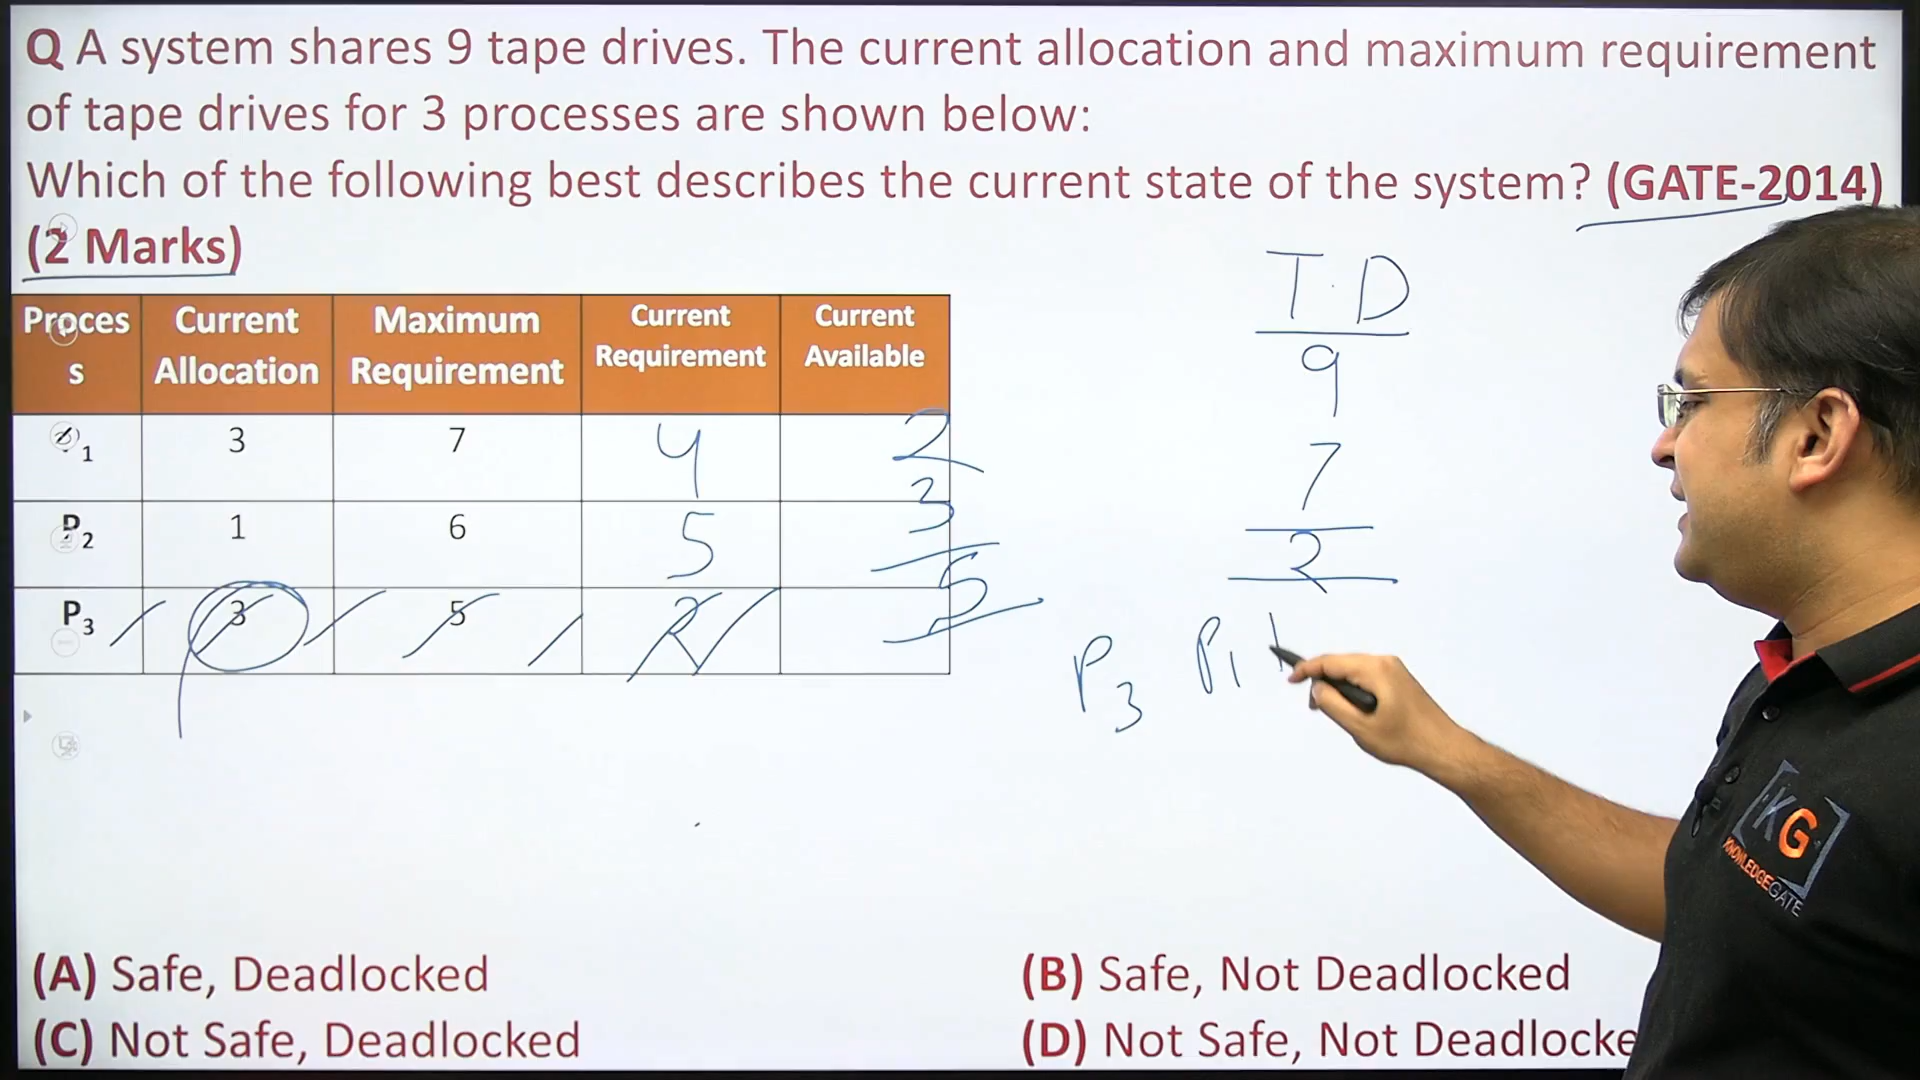 Q A system shares 9 tape drives. The current allocation and maximum requirement
of tape drives for 3 processes are shown below:
Which of the following best describes the current state of the system? (GATE-2014)
(2 Marks)
Proces
s
Current
Allocation
Maximum
Requirement
Current
Requirement
Current
Available
1
3
7
4
2
P2
1
6
5
3
P3
3
5
2
5
T.D
9
7
2
P3 P1
(A) Safe, Deadlocked
(B) Safe, Not Deadlocked
(C) Not Safe, Deadlocked
(D) Not Safe, Not Deadlocke
KG
KNOWLEDGEGATE